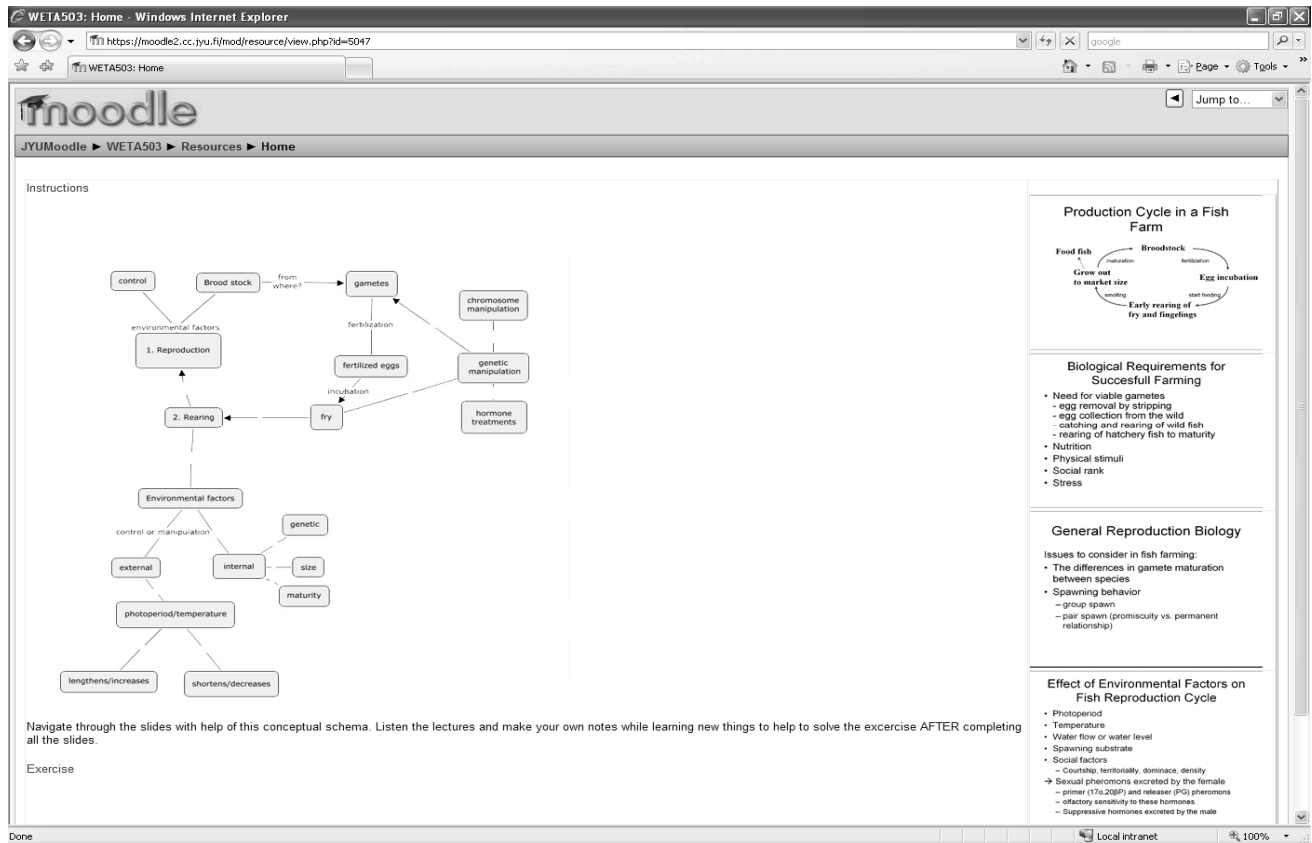 WETA503: Home - Windows Internet Explorer
https://moodle2.cc.jyu.fi/mod/resource/view.php?id=5047
google
WETA503: Home
Page
Tools
moodle
Jump to...
JYUMoodle ► WETA503 ► Resources ► Home
Instructions
control
Brood stock
from
where?
gametes
chromosome
manipulation
environmental factors
fertilization
1. Reproduction
fertilized eggs
genetic
manipulation
incubation
2. Rearing
fry
hormone
treatments
Environmental factors
control or manipulation
genetic
external
internal
size
maturity
photoperiod/temperature
lengthens/increases
shortens/decreases
Navigate through the slides with help of this conceptual schema. Listen the lectures and make your own notes while learning new things to help to solve the excercise AFTER completing
all the slides.
Exercise
Production Cycle in a Fish
Farm
Food fish
Broodstock
maturation
fertilization
Grow out
to market size
Egg incubation
smolting
start feeding
Early rearing of
fry and fingelings
Biological Requirements for
Succesfull Farming
• Need for viable gametes
- egg removal by stripping
- egg collection from the wild
- catching and rearing of wild fish
- rearing of hatchery fish to maturity
• Nutrition
• Physical stimuli
• Social rank
• Stress
General Reproduction Biology
Issues to consider in fish farming:
• The differences in gamete maturation
between species
• Spawning behavior
– group spawn
– pair spawn (promiscuity vs. permanent
relationship)
Effect of Environmental Factors on
Fish Reproduction Cycle
• Photoperiod
• Temperature
• Water flow or water level
• Spawning substrate
• Social factors
– Courtship, territoriality, dominace, density
→ Sexual pheromons excreted by the female
– primer (17α,20βP) and releaser (PG) pheromons
– olfactory sensitivity to these hormones
– Suppressive hormones excreted by the male
Done
Local intranet
100%